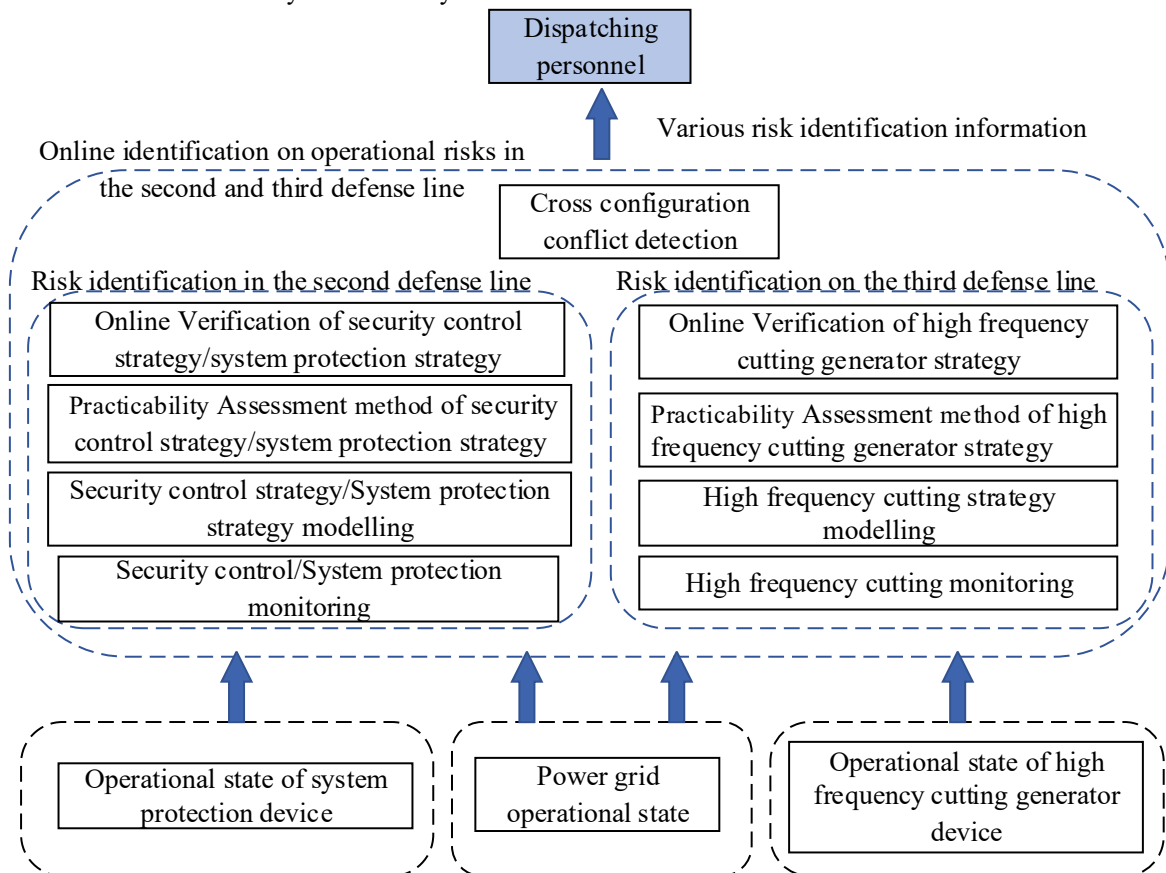 Dispatching
personnel
Various risk identification information
Online identification on operational risks in
the second and third defense line
Cross configuration
conflict detection
Risk identification in the second defense line
Online Verification of security control
strategy/system protection strategy
Practicability Assessment method of security
control strategy/system protection strategy
Security control strategy/System protection
strategy modelling
Security control/System protection
monitoring
Risk identification on the third defense line
Online Verification of high frequency
cutting generator strategy
Practicability Assessment method of high
frequency cutting generator strategy
High frequency cutting strategy
modelling
High frequency cutting monitoring
Operational state of system
protection device
Power grid
operational state
Operational state of high
frequency cutting generator
device